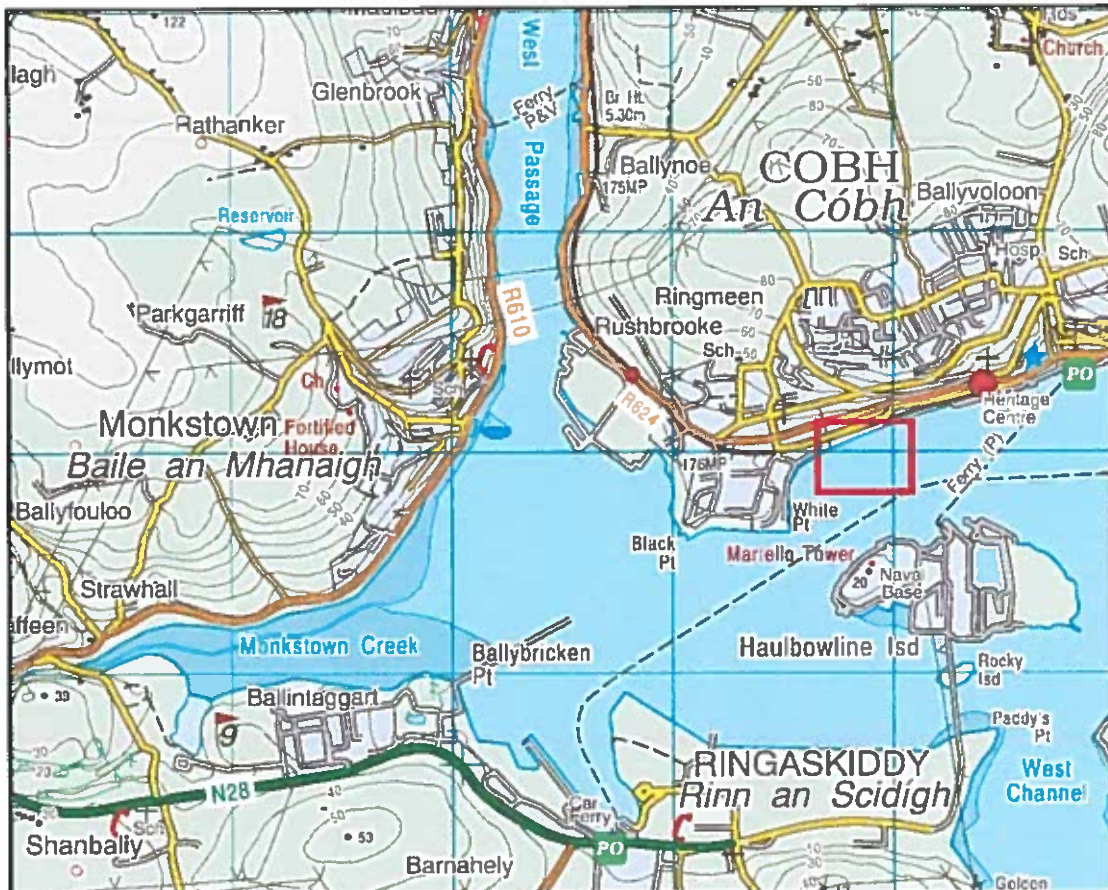 122
Glenbrook
Rathanker
Reservoir
Parkgarriff
18
Ch
Fortified
House
Monkstown
Baile an Mhanaigh
Strawhall
West
Passage
Ferry
P&V
Br Ht.
5.30m
Ballynoe
175MP
R610
COBH
An Cóbh
Ballyvoloon
Hosp
Sch
Church
Ringmeen
Rushbrooke
Sch
R624
Heritage
Centre
PO
Ferry (P)
176MP
White
Pt
Black
Pt
Martello Tower
20
Naval
Base
Haulbowline Isd
Rocky
Isd
Paddy's
Pt
West
Channel
Monkstown Creek
Ballybricken
Pt
Ballintaggart
9
39
N28
Sch
Shanbally
53
Barnahely
Car
Ferry
PO
RINGASKIDDY
Rinn an Scidigh